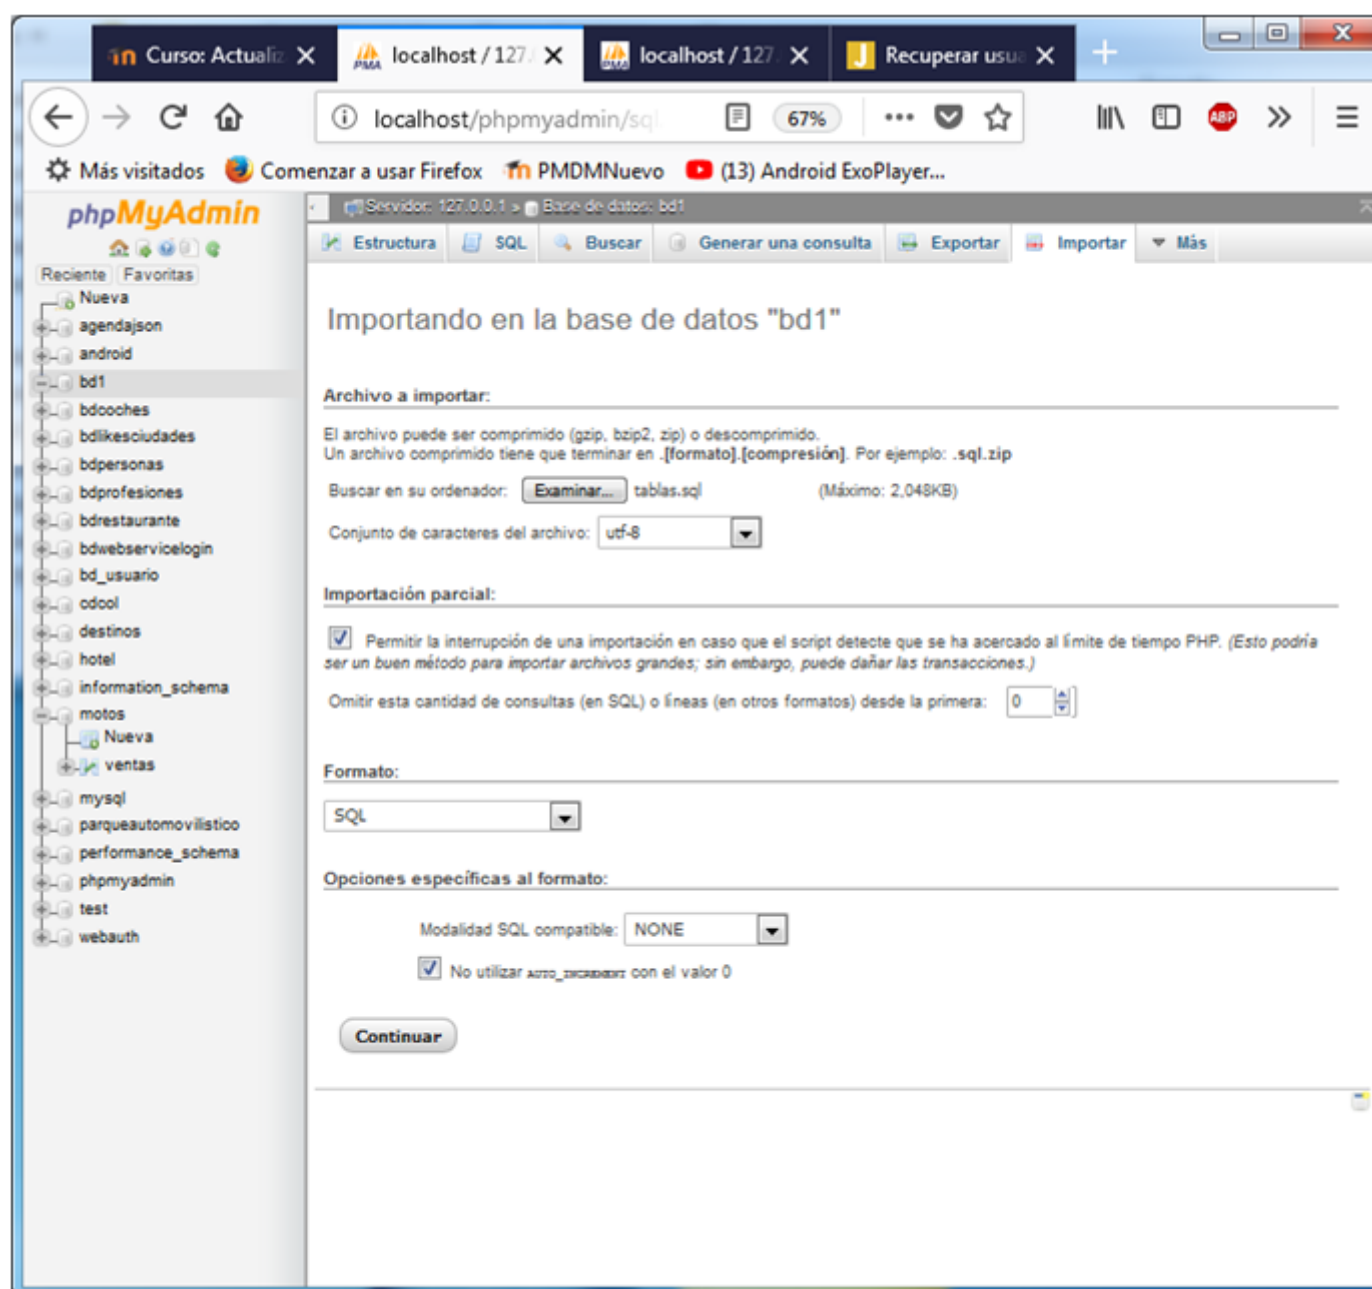 Curso: Actualiz
localhost / 127.
localhost / 127.
Recuperar usua
localhost/phpmyadmin/sql
67%
ABP
Más visitados
Comenzar a usar Firefox
PMDMNuevo
(13) Android ExoPlayer...
phpMyAdmin
Reciente
Favoritas
Nueva
agendajson
android
bd1
bdcoches
bdlikesciudades
bdpersonas
bdprofesiones
bdrestaurante
bdwebservicelogin
bd_usuario
cdcol
destinos
hotel
information_schema
motos
Nueva
ventas
mysql
parqueautomovilistico
performance_schema
phpmyadmin
test
webauth
Servidor: 127.0.0.1 » Base de datos: bd1
Estructura
SQL
Buscar
Generar una consulta
Exportar
Importar
Más
Importando en la base de datos "bd1"
Archivo a importar:
El archivo puede ser comprimido (gzip, bzip2, zip) o descomprimido.
Un archivo comprimido tiene que terminar en .[formato].[compresión]. Por ejemplo: .sql.zip
Buscar en su ordenador: Examinar... tablas.sql (Máximo: 2,048KB)
Conjunto de caracteres del archivo: utf-8
Importación parcial:
Permitir la interrupción de una importación en caso que el script detecte que se ha acercado al límite de tiempo PHP. (Esto podría
ser un buen método para importar archivos grandes; sin embargo, puede dañar las transacciones.)
Omitir esta cantidad de consultas (en SQL) o líneas (en otros formatos) desde la primera: 0
Formato:
SQL
Opciones específicas al formato:
Modalidad SQL compatible: NONE
No utilizar AUTO_INCREMENT con el valor 0
Continuar